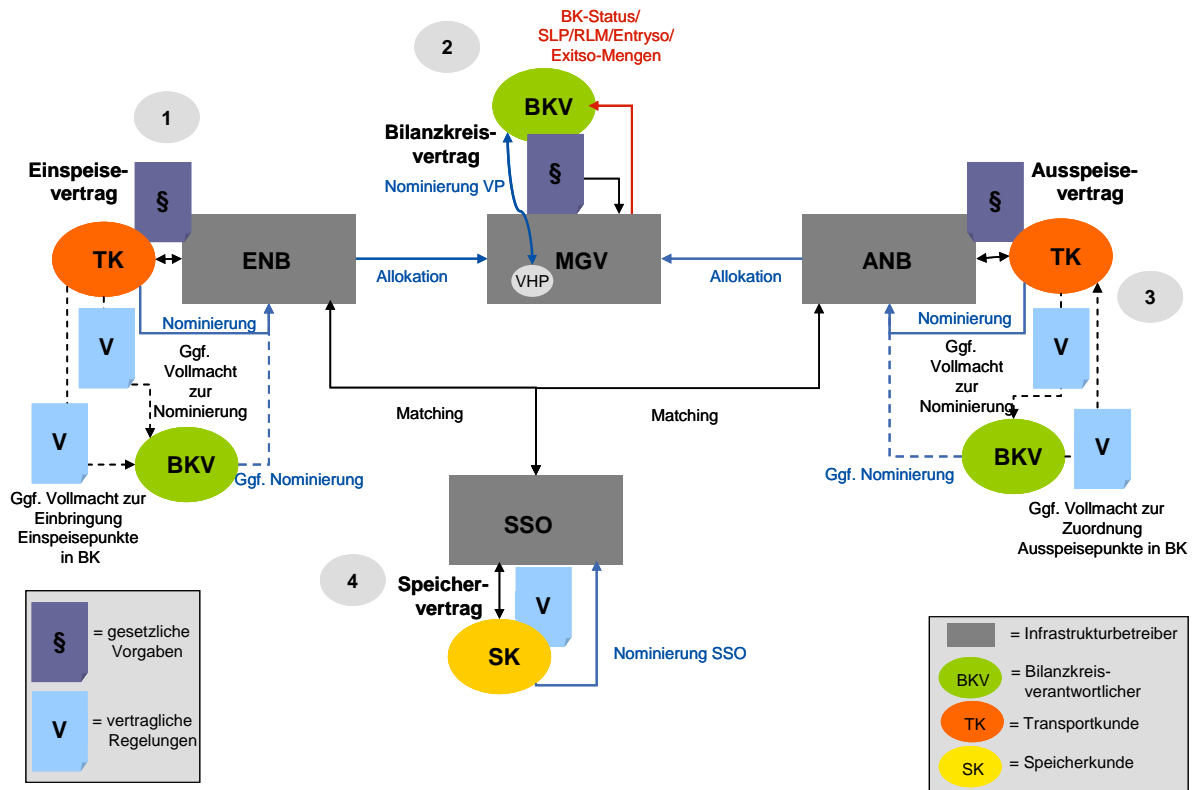 BK-Status/
SLP/RLM/Entryso/
Exitso-Mengen
2
1
BKV
Bilanzkreis-
vertrag
§
Nominierung VP
Einspeise-
vertrag
§
TK
ENB
Allokation
MGV
VHP
Allokation
ANB
Ausspeise-
vertrag
§
TK
3
Nominierung
V
Ggf.
Vollmacht
zur
Nominierung
V
BKV
Ggf. Nominierung
Ggf. Vollmacht zur
Einbringung
Einspeisepunkte
in BK
Matching
Matching
Nominierung
Ggf.
Vollmacht
zur
Nominierung
V
BKV
V
Ggf. Nominierung
Ggf. Vollmacht zur
Zuordnung
Ausspeisepunkte in BK
SSO
4
Speicher-
vertrag
V
SK
Nominierung SSO
§
= gesetzliche
Vorgaben
V
= vertragliche
Regelungen
= Infrastrukturbetreiber
BKV
= Bilanzkreis-
verantwortlicher
TK
= Transportkunde
SK
= Speicherkunde